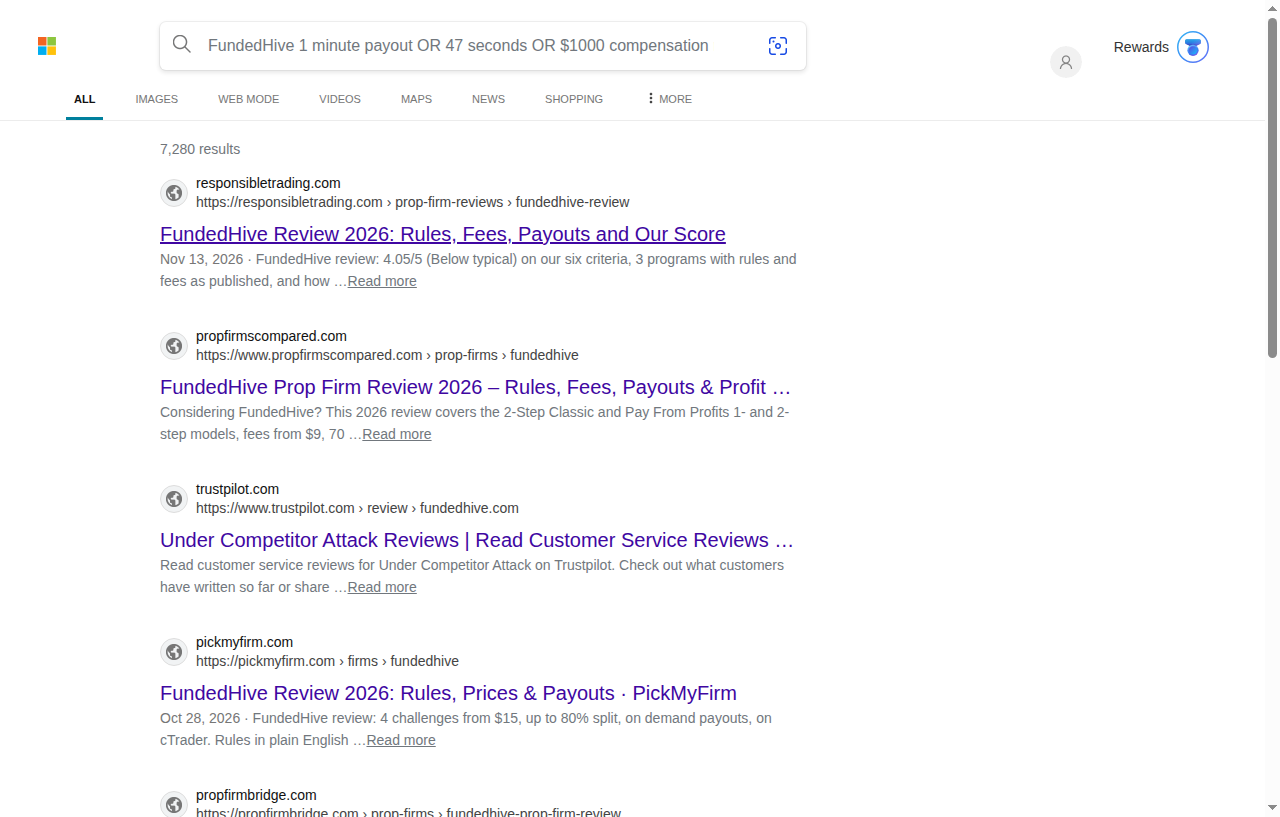 FundedHive 1 minute payout OR 47 seconds OR $1000 compensation
Rewards
ALL
IMAGES
WEB MODE
VIDEOS
MAPS
NEWS
SHOPPING
MORE
7,280 results
responsibletrading.com
https://responsibletrading.com › prop-firm-reviews › fundedhive-review
FundedHive Review 2026: Rules, Fees, Payouts and Our Score
Nov 13, 2026 · FundedHive review: 4.05/5 (Below typical) on our six criteria, 3 programs with rules and
fees as published, and how …Read more
propfirmscompared.com
https://www.propfirmscompared.com › prop-firms › fundedhive
FundedHive Prop Firm Review 2026 – Rules, Fees, Payouts & Profit …
Considering FundedHive? This 2026 review covers the 2-Step Classic and Pay From Profits 1- and 2-
step models, fees from $9, 70 …Read more
trustpilot.com
https://www.trustpilot.com › review › fundedhive.com
Under Competitor Attack Reviews | Read Customer Service Reviews …
Read customer service reviews for Under Competitor Attack on Trustpilot. Check out what customers
have written so far or share …Read more
pickmyfirm.com
https://pickmyfirm.com › firms › fundedhive
FundedHive Review 2026: Rules, Prices & Payouts · PickMyFirm
Oct 28, 2026 · FundedHive review: 4 challenges from $15, up to 80% split, on demand payouts, on
cTrader. Rules in plain English …Read more
propfirmbridge.com
https://propfirmbridge.com › prop-firms › fundedhive-prop-firm-review